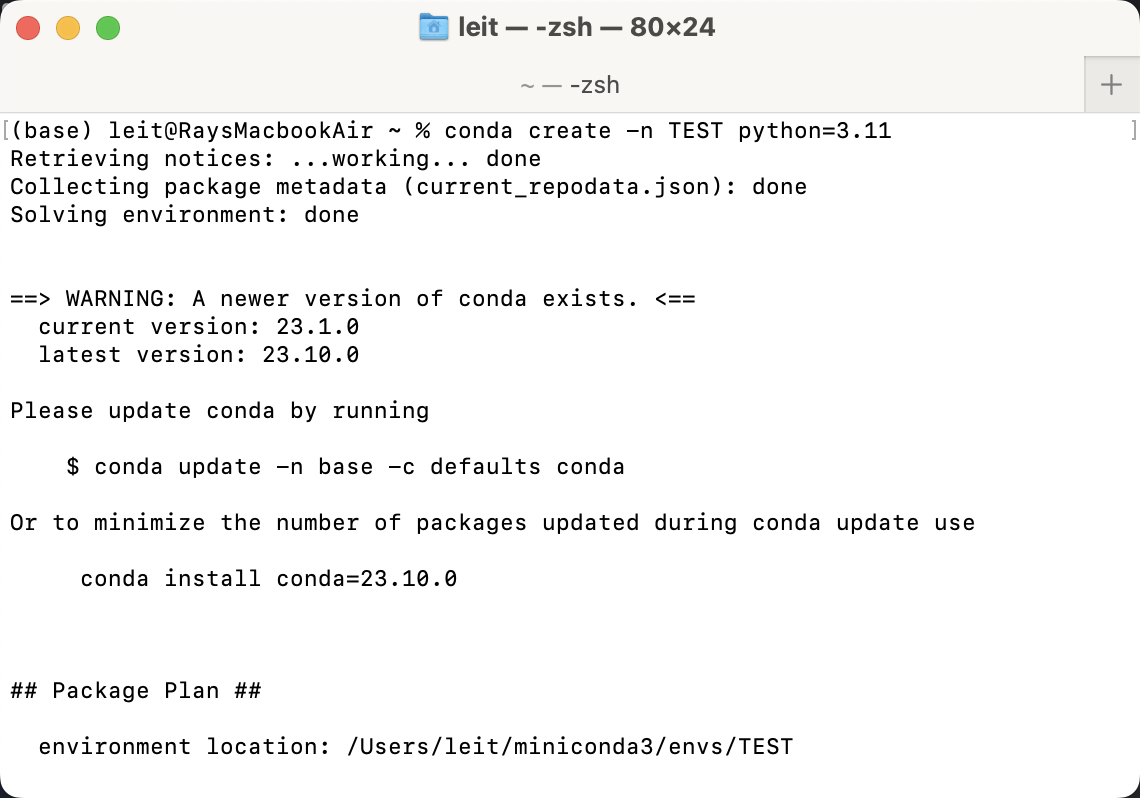 leit — -zsh — 80×24
~ — -zsh
+
[(base) leit@RaysMacbookAir ~ % conda create -n TEST python=3.11 ]
Retrieving notices: ...working... done
Collecting package metadata (current_repodata.json): done
Solving environment: done
==> WARNING: A newer version of conda exists. <==
  current version: 23.1.0
  latest version: 23.10.0
Please update conda by running
    $ conda update -n base -c defaults conda
Or to minimize the number of packages updated during conda update use
     conda install conda=23.10.0
## Package Plan ##
  environment location: /Users/leit/miniconda3/envs/TEST